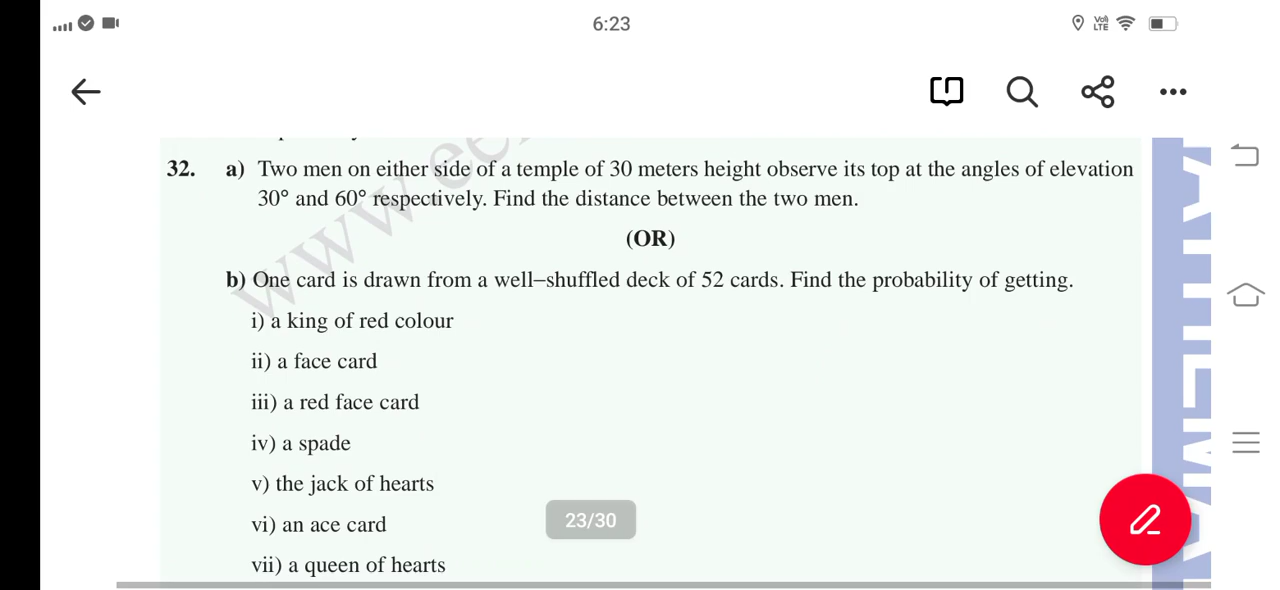 6:23
Vo)
LTE
32. a) Two men on either side of a temple of 30 meters height observe its top at the angles of elevation
30° and 60° respectively. Find the distance between the two men.
(OR)
b) One card is drawn from a well–shuffled deck of 52 cards. Find the probability of getting.
i) a king of red colour
ii) a face card
iii) a red face card
iv) a spade
v) the jack of hearts
vi) an ace card
23/30
vii) a queen of hearts